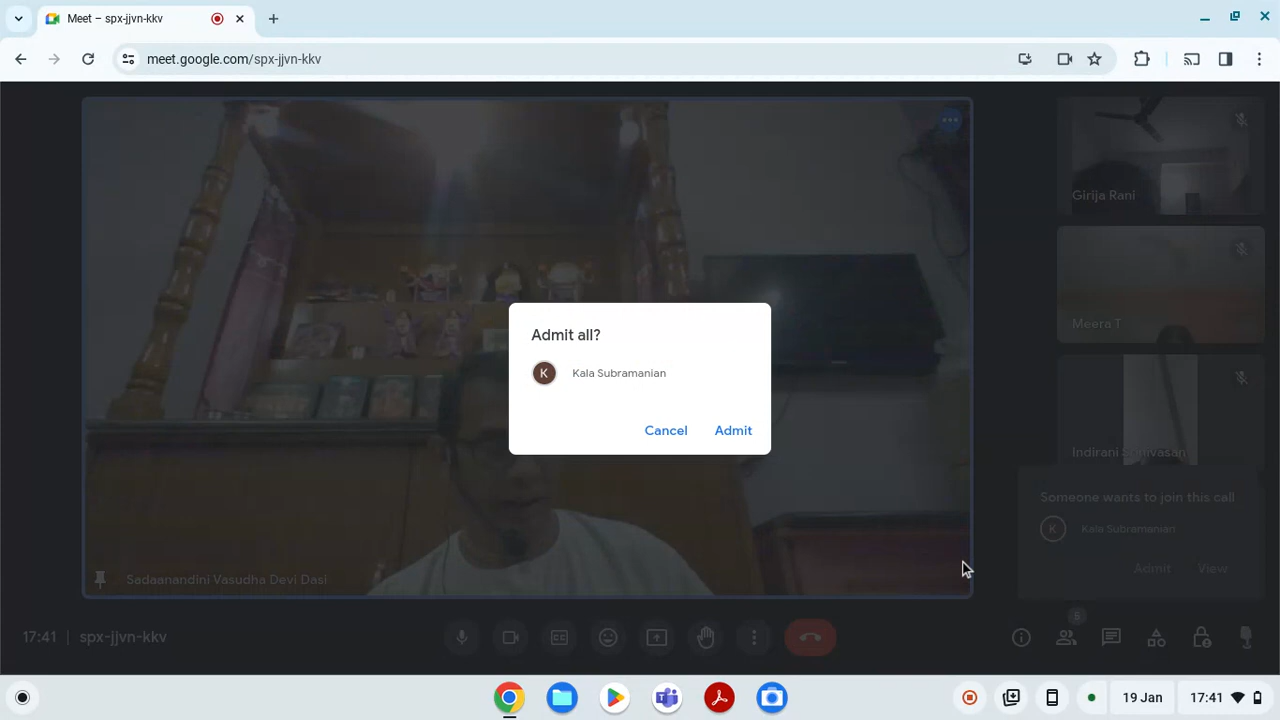 Meet – spx-jjvn-kkv
meet.google.com/spx-jjvn-kkv
Girija Rani
Meera T
Admit all?
K
Kala Subramanian
Cancel
Admit
Indirani Srinivasan
Someone wants to join this call
K
Kala Subramanian
Admit
View
Sadaanandini Vasudha Devi Dasi
17:41 | spx-jjvn-kkv
5
19 Jan
17:41